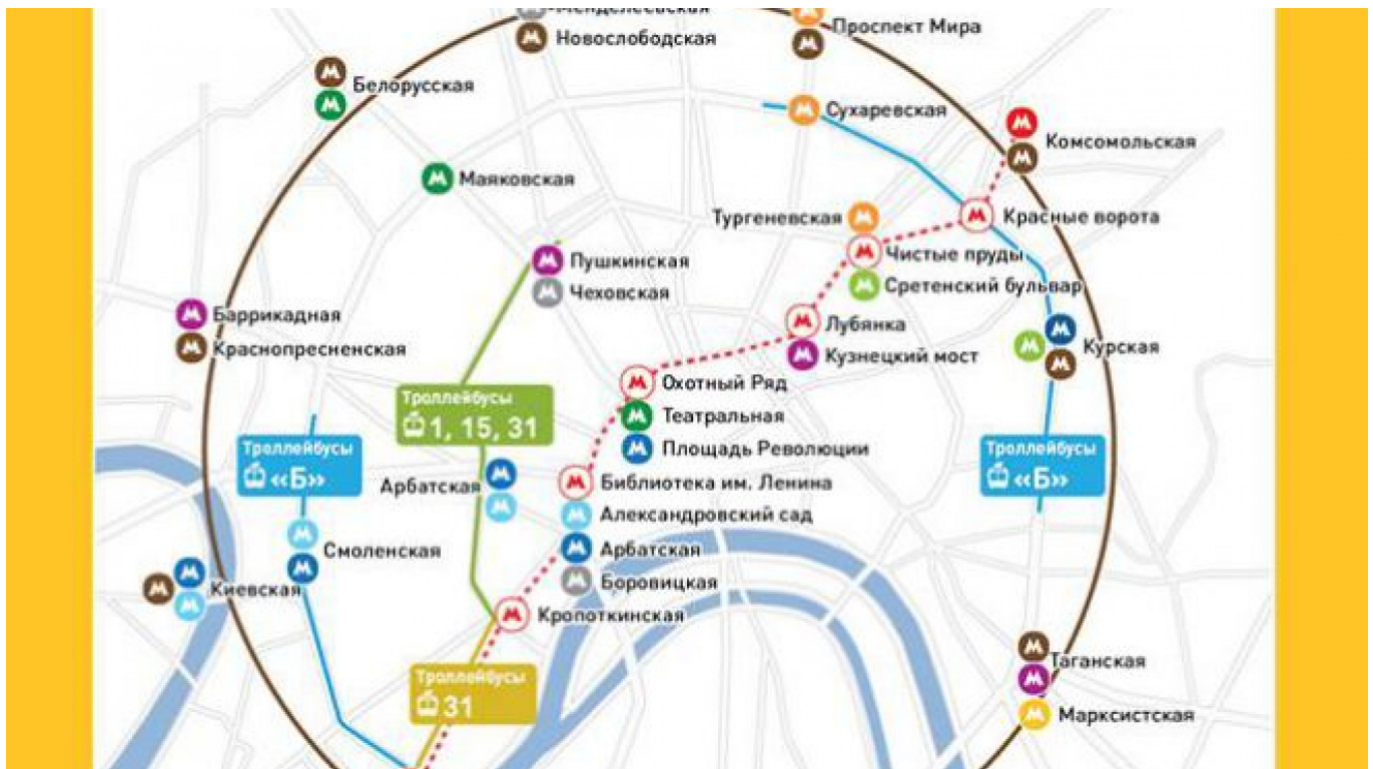 Менделеевская
Новослободская
Проспект Мира
Белорусская
Сухаревская
Комсомольская
Маяковская
Тургеневская
Красные ворота
Чистые пруды
Сретенский бульвар
Пушкинская
Чеховская
Баррикадная
Краснопресненская
Лубянка
Кузнецкий мост
Курская
Охотный Ряд
Театральная
Площадь Революции
Троллейбусы
1, 15, 31
Троллейбусы
«Б»
Троллейбусы
«Б»
Арбатская
Библиотека им. Ленина
Александровский сад
Арбатская
Боровицкая
Смоленская
Киевская
Кропоткинская
Троллейбусы
31
Таганская
Марксистская